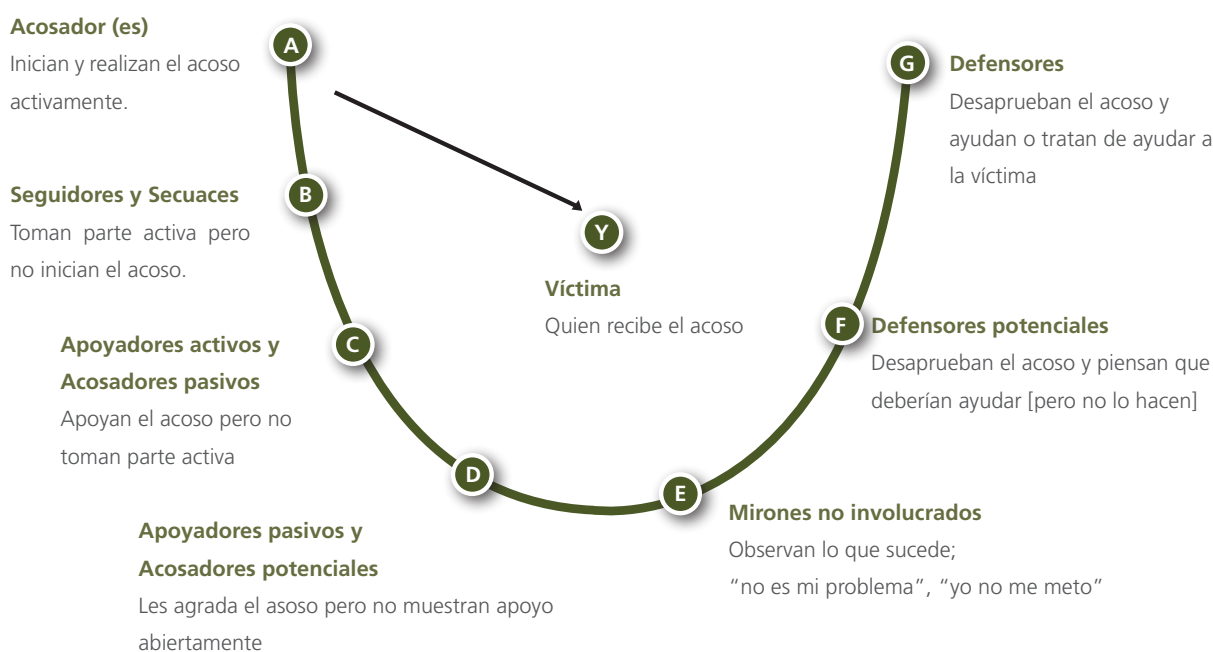 A
Acosador (es)
Inician y realizan el acoso
activamente.
B
Seguidores y Secuaces
Toman parte activa pero
no inician el acoso.
C
Apoyadores activos y
Acosadores pasivos
Apoyan el acoso pero no
toman parte activa
D
Apoyadores pasivos y
Acosadores potenciales
Les agrada el asoso pero no muestran apoyo
abiertamente
Y
Víctima
Quien recibe el acoso
E
Mirones no involucrados
Observan lo que sucede;
“no es mi problema”, “yo no me meto”
F
Defensores potenciales
Desaprueban el acoso y piensan que
deberían ayudar [pero no lo hacen]
G
Defensores
Desaprueban el acoso y
ayudan o tratan de ayudar a
la víctima